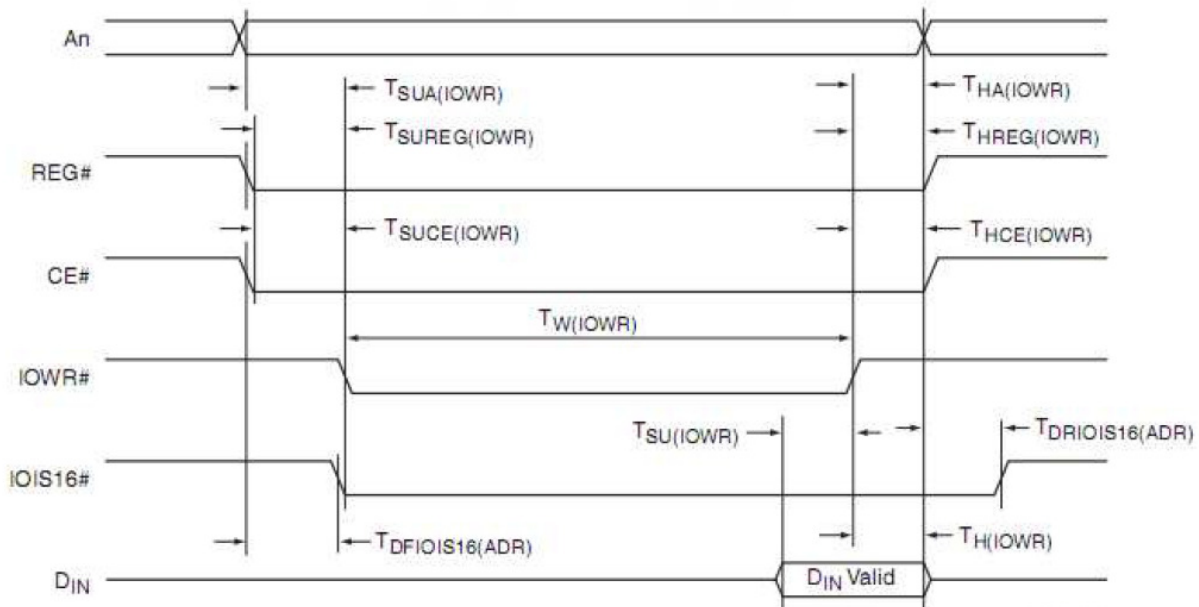 An
TSUA(IOWR)
THA(IOWR)
TSUREG(IOWR)
THREG(IOWR)
REG#
TSUCE(IOWR)
THCE(IOWR)
CE#
TW(IOWR)
IOWR#
TSU(IOWR)
TDRIOIS16(ADR)
IOIS16#
TDFIOIS16(ADR)
TH(IOWR)
DIN
DIN Valid